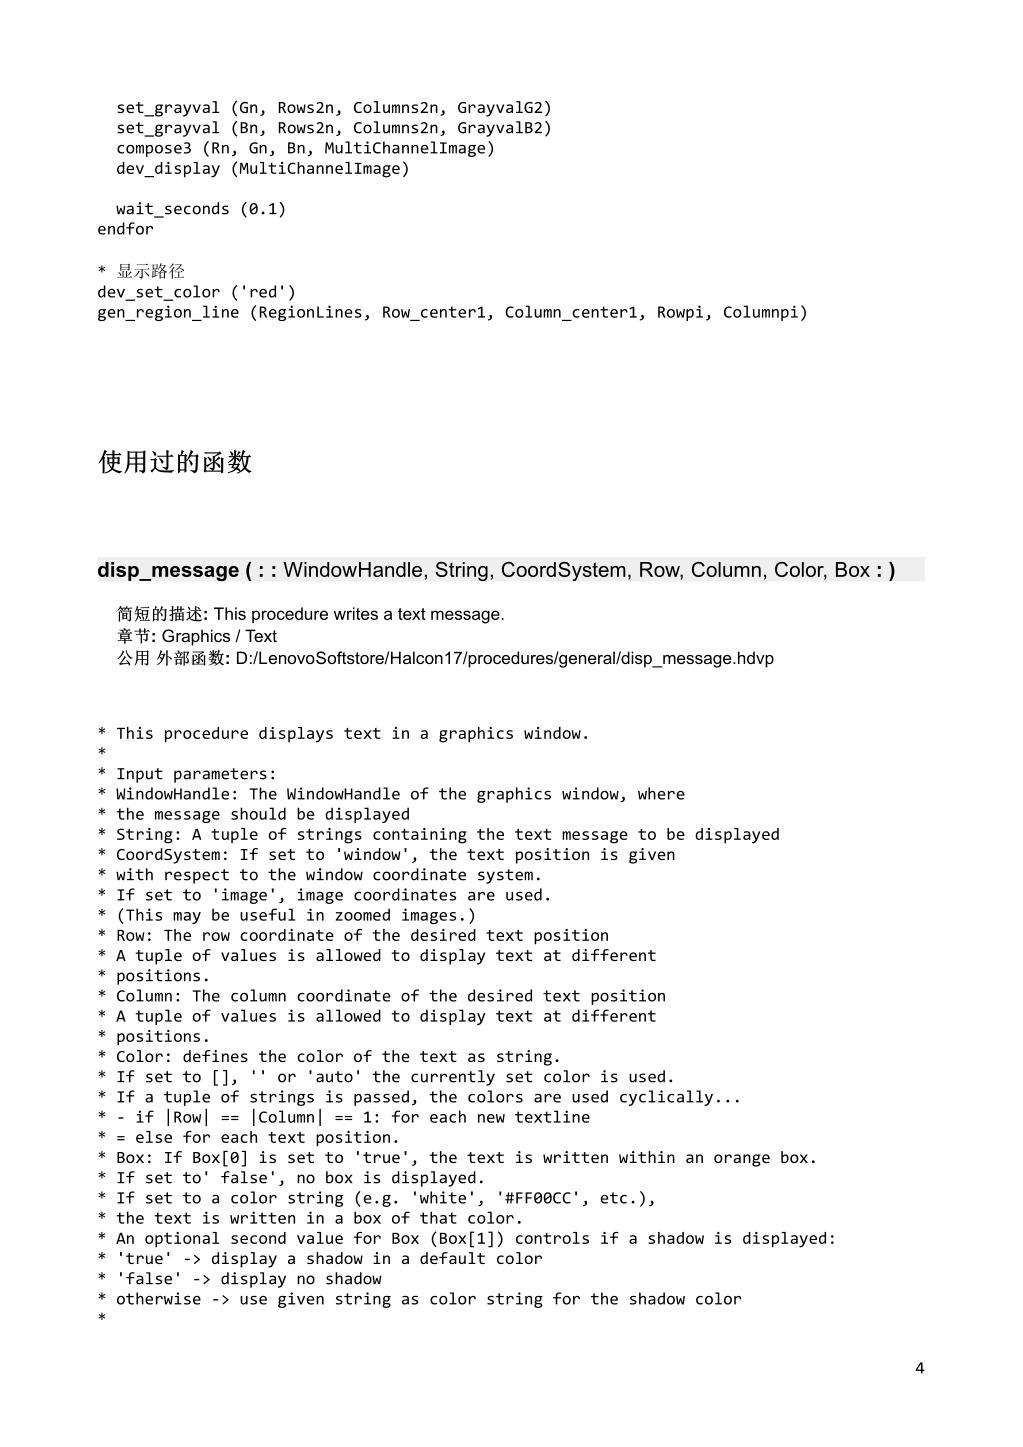 set_grayval (Gn, Rows2n, Columns2n, GrayvalG2)
set_grayval (Bn, Rows2n, Columns2n, GrayvalB2)
compose3 (Rn, Gn, Bn, MultiChannelImage)
dev_display (MultiChannelImage)
wait_seconds (0.1)
endfor
* 显示路径
dev_set_color ('red')
gen_region_line (RegionLines, Row_center1, Column_center1, Rowpi, Columnpi)
使用过的函数
disp_message ( : : WindowHandle, String, CoordSystem, Row, Column, Color, Box : )
简短的描述: This procedure writes a text message.
章节: Graphics / Text
公用 外部函数: D:/LenovoSoftstore/Halcon17/procedures/general/disp_message.hdvp
* This procedure displays text in a graphics window.
*
* Input parameters:
* WindowHandle: The WindowHandle of the graphics window, where
* the message should be displayed
* String: A tuple of strings containing the text message to be displayed
* CoordSystem: If set to 'window', the text position is given
* with respect to the window coordinate system.
* If set to 'image', image coordinates are used.
* (This may be useful in zoomed images.)
* Row: The row coordinate of the desired text position
* A tuple of values is allowed to display text at different
* positions.
* Column: The column coordinate of the desired text position
* A tuple of values is allowed to display text at different
* positions.
* Color: defines the color of the text as string.
* If set to [], '' or 'auto' the currently set color is used.
* If a tuple of strings is passed, the colors are used cyclically...
* - if |Row| == |Column| == 1: for each new textline
* = else for each text position.
* Box: If Box[0] is set to 'true', the text is written within an orange box.
* If set to' false', no box is displayed.
* If set to a color string (e.g. 'white', '#FF00CC', etc.),
* the text is written in a box of that color.
* An optional second value for Box (Box[1]) controls if a shadow is displayed:
* 'true' -> display a shadow in a default color
* 'false' -> display no shadow
* otherwise -> use given string as color string for the shadow color
*
4